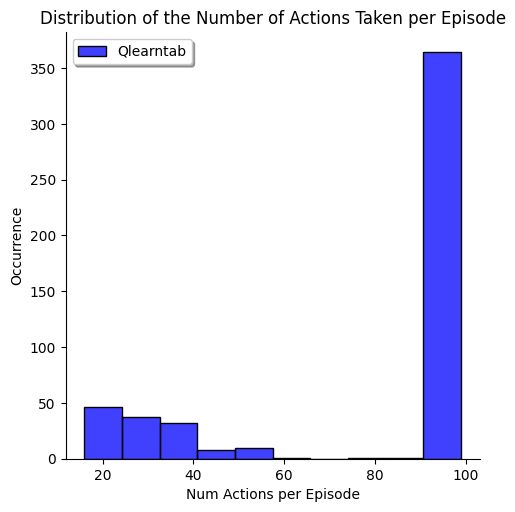 Distribution of the Number of Actions Taken per Episode
Qlearntab
350
300
250
200
150
100
50
0
Occurrence
20 40 60 80 100
Num Actions per Episode